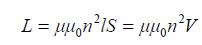 L = μμ₀n²lS = μμ₀n²V